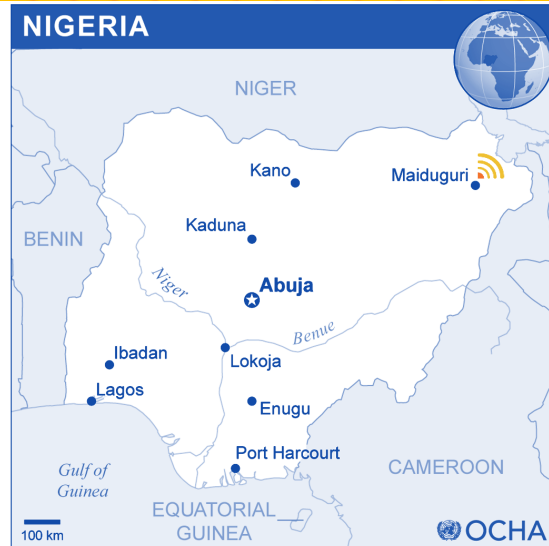 NIGERIA
NIGER
Kano
Maiduguri
Kaduna
BENIN
Niger
Abuja
Benue
Ibadan
Lokoja
Lagos
Enugu
Port Harcourt
Gulf of
Guinea
CAMEROON
EQUATORIAL
GUINEA
100 km
OCHA